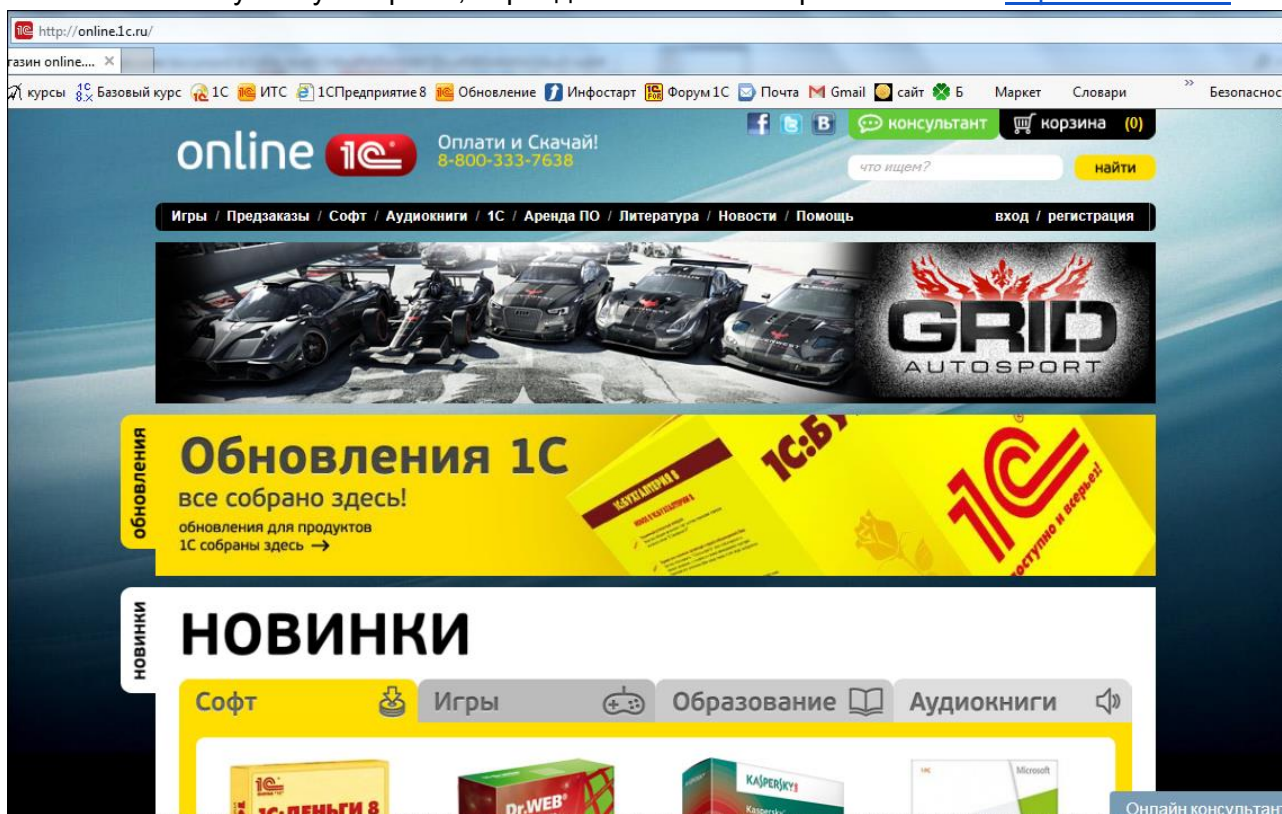 http://online.1c.ru/
газин online....
курсы Базовый курс 1С ИТС 1СПредприятие 8 Обновление Инфостарт Форум 1С Почта Gmail сайт Б Маркет Словари » Безопаснос
online 1С
Оплати и Скачай!
8-800-333-7638
консультант
корзина (0)
что ищем?
найти
Игры / Предзаказы / Софт / Аудиокниги / 1С / Аренда ПО / Литература / Новости / Помощь
вход / регистрация
GRID
AUTOSPORT
обновления
Обновления 1С
все собрано здесь!
обновления для продуктов
1С собраны здесь →
1С:БУ
1С
доступно и всерьез!
новинки
НОВИНКИ
Софт
Игры
Образование
Аудиокниги
1С
1С:ДЕНЬГИ 8
Dr.WEB
KASPERSKY
Kaspersky
Microsoft
Онлайн консультант